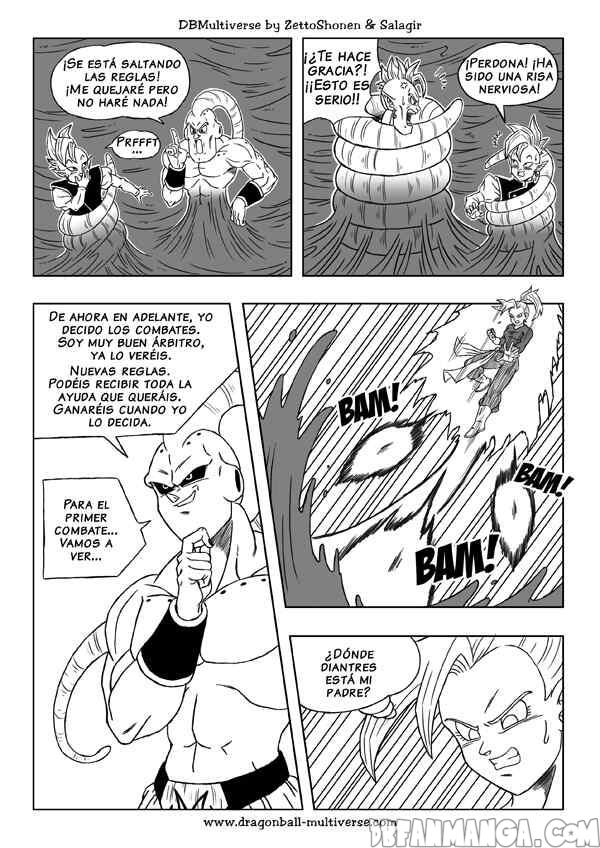 DBMultiverse by ZettoShonen & Salagir
¡Se está saltando
las reglas!
¡Me quejaré pero
no haré nada!
Prffft
...
¡¿Te hace
gracia?!
¡¡Esto es
serio!!
¡Perdona! ¡Ha
sido una risa
nerviosa!
De ahora en adelante, yo
decido los combates.
Soy muy buen árbitro,
ya lo veréis.
Nuevas reglas.
Podéis recibir toda la
ayuda que queráis.
Ganaréis cuando yo
lo decida.
Para el
primer
combate...
Vamos a
ver...
BAM!
BAM!
BAM!
¿Dónde
diantres
está mi
padre?
www.dragonball-multiverse.com
DBFANMANGA.COM